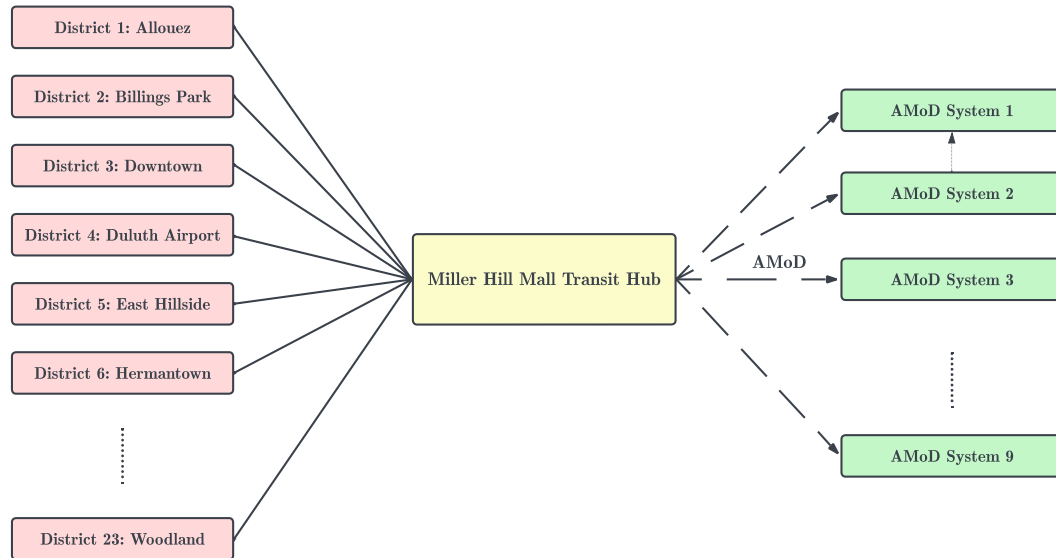 District 1: Allouez
District 2: Billings Park
District 3: Downtown
District 4: Duluth Airport
District 5: East Hillside
District 6: Hermantown
District 23: Woodland
Miller Hill Mall Transit Hub
AMoD
AMoD System 1
AMoD System 2
AMoD System 3
AMoD System 9